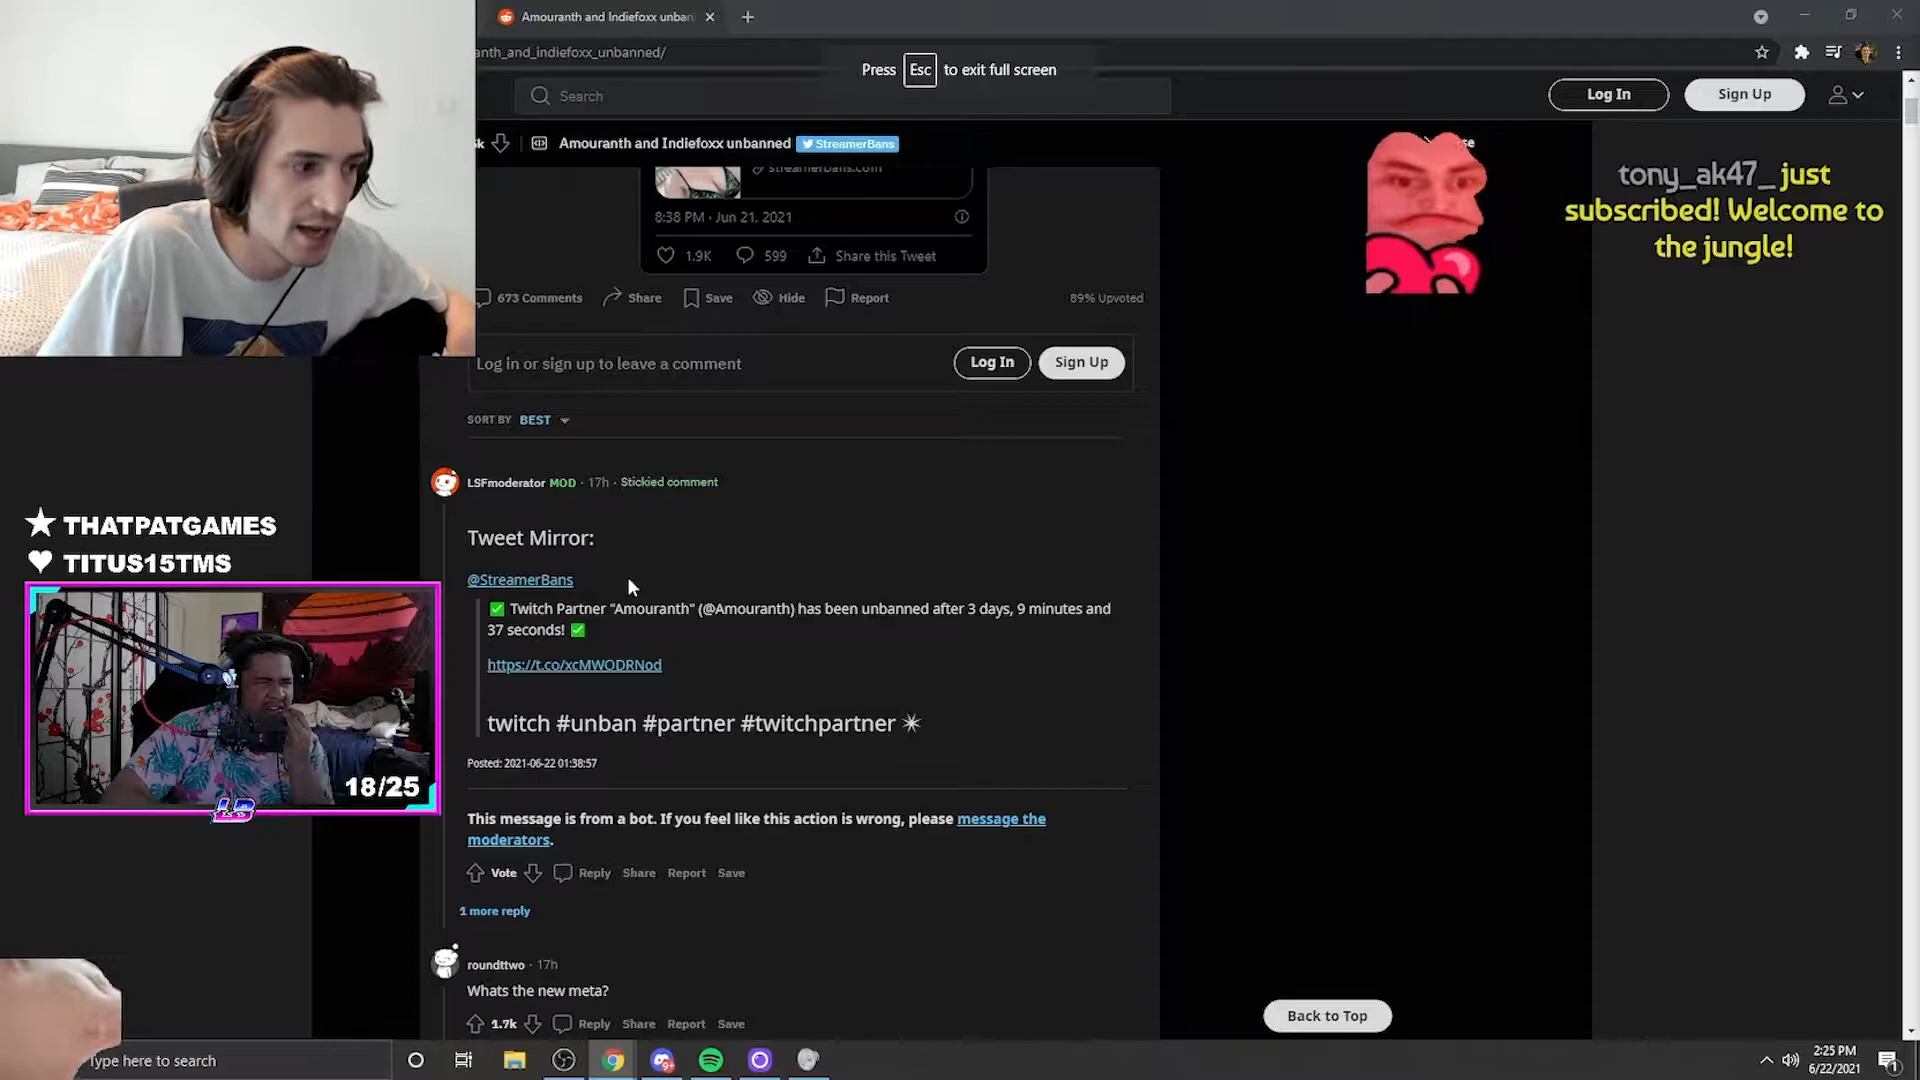 Amouranth and Indiefoxx unban
anth_and_indiefoxx_unbanned/
Press Esc to exit full screen
Search
Log In
Sign Up
k
Amouranth and Indiefoxx unbanned
StreamerBans
se
streamerbans.com
8:38 PM · Jun 21, 2021
1.9K
599
Share this Tweet
673 Comments
Share
Save
Hide
Report
89% Upvoted
Log in or sign up to leave a comment
Log In
Sign Up
SORT BY BEST
LSFmoderator MOD · 17h · Stickied comment
Tweet Mirror:
@StreamerBans
✅ Twitch Partner "Amouranth" (@Amouranth) has been unbanned after 3 days, 9 minutes and
37 seconds! ✅
https://t.co/xcMWODRNod
twitch #unban #partner #twitchpartner ✴
Posted: 2021-06-22 01:38:57
This message is from a bot. If you feel like this action is wrong, please message the
moderators.
Vote
Reply
Share
Report
Save
1 more reply
roundttwo · 17h
Whats the new meta?
1.7k
Reply
Share
Report
Save
Back to Top
tony_ak47_ just
subscribed! Welcome to
the jungle!
★ THATPATGAMES
♥ TITUS15TMS
18/25
LB
Type here to search
9+
2:25 PM
6/22/2021
1